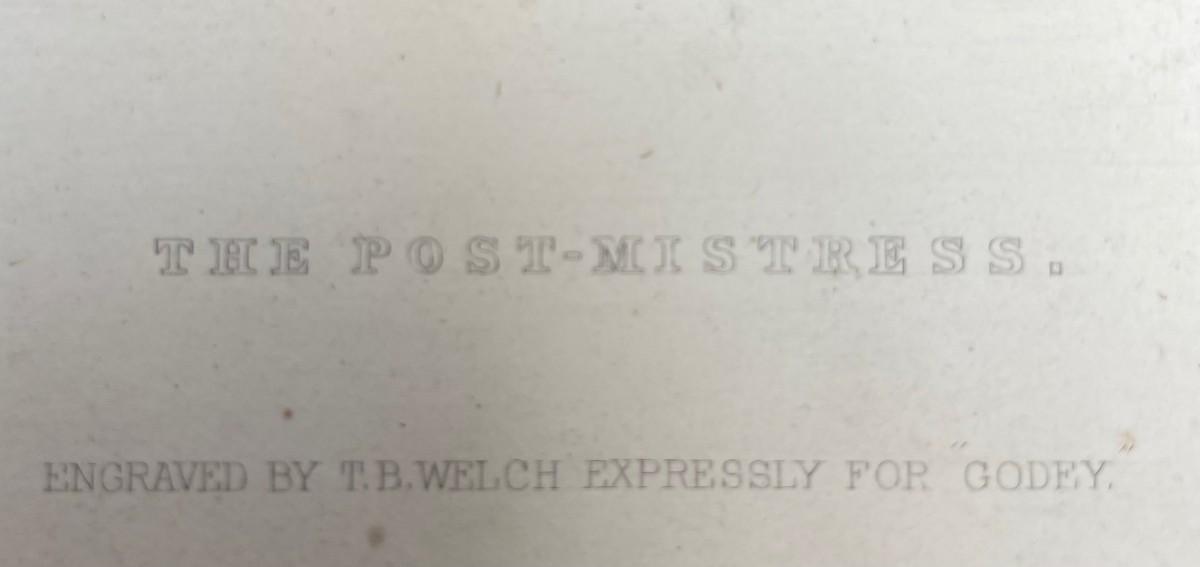 THE POST-MISTRESS.
ENGRAVED BY T.B.WELCH EXPRESSLY FOR "GODEY."